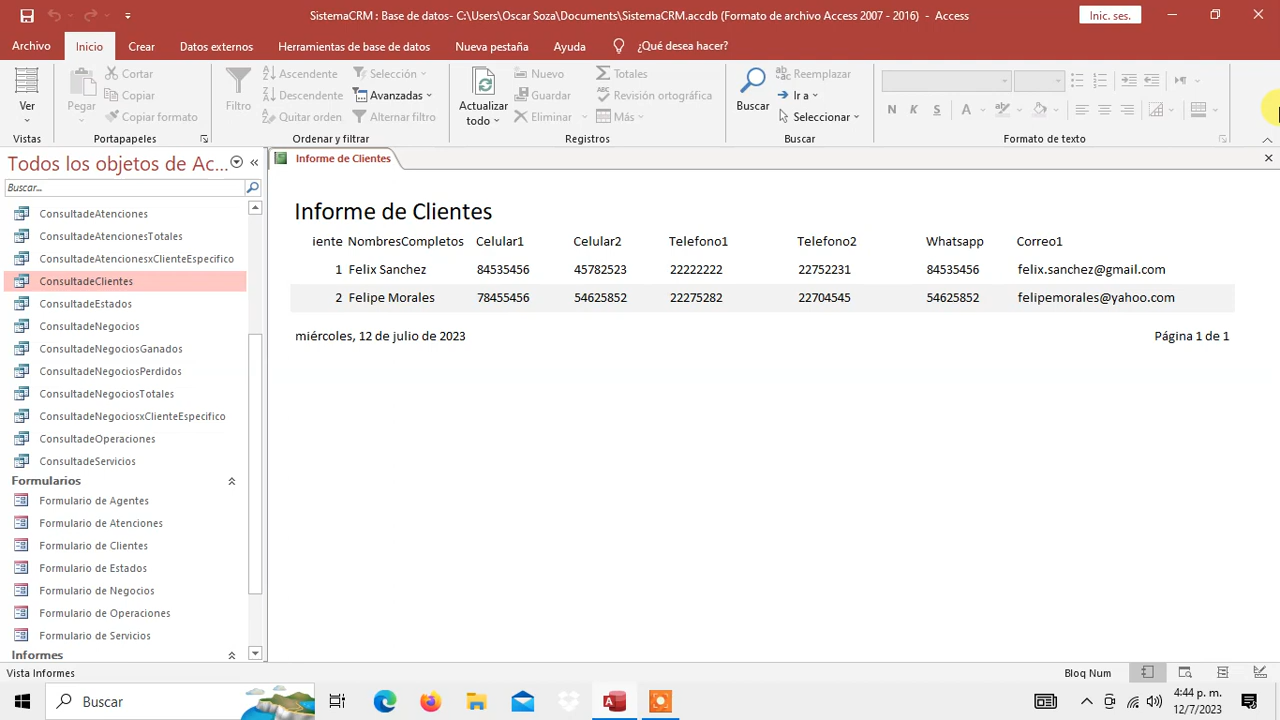 SistemaCRM : Base de datos- C:\Users\Oscar Soza\Documents\SistemaCRM.accdb (Formato de archivo Access 2007 - 2016) - Access
Inic. ses.
Archivo Inicio Crear Datos externos Herramientas de base de datos Nueva pestaña Ayuda ¿Qué desea hacer?
Ver
Vistas
Pegar
Cortar
Copiar
Copiar formato
Portapapeles
Filtro
Ascendente
Descendente
Quitar orden
Selección
Avanzadas
Alternar filtro
Ordenar y filtrar
Actualizar
todo
Nuevo
Guardar
Eliminar
Totales
Revisión ortográfica
Más
Registros
Buscar
Reemplazar
Ir a
Seleccionar
Buscar
N K S A
Formato de texto
Todos los objetos de Ac...
Buscar...
ConsultadeAtenciones
ConsultadeAtencionesTotales
ConsultadeAtencionesxClienteEspecifico
ConsultadeClientes
ConsultadeEstados
ConsultadeNegocios
ConsultadeNegociosGanados
ConsultadeNegociosPerdidos
ConsultadeNegociosTotales
ConsultadeNegociosxClienteEspecifico
ConsultadeOperaciones
ConsultadeServicios
Formularios
Formulario de Agentes
Formulario de Atenciones
Formulario de Clientes
Formulario de Estados
Formulario de Negocios
Formulario de Operaciones
Formulario de Servicios
Informes
Informe de Clientes
Informe de Clientes
iente NombresCompletos Celular1 Celular2 Telefono1 Telefono2 Whatsapp Correo1
1 Felix Sanchez 84535456 45782523 22222222 22752231 84535456 felix.sanchez@gmail.com
2 Felipe Morales 78455456 54625852 22275282 22704545 54625852 felipemorales@yahoo.com
miércoles, 12 de julio de 2023 Página 1 de 1
Vista Informes
Bloq Num
Buscar
4:44 p. m.
12/7/2023